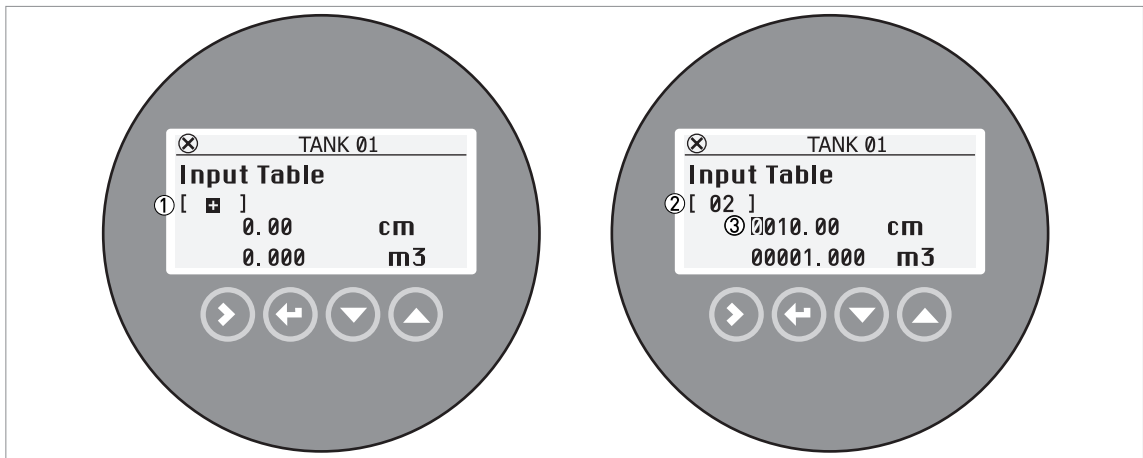 TANK 01
Input Table
① [ + ]
0.00 cm
0.000 m3
TANK 01
Input Table
② [ 02 ]
③ 0010.00 cm
00001.000 m3